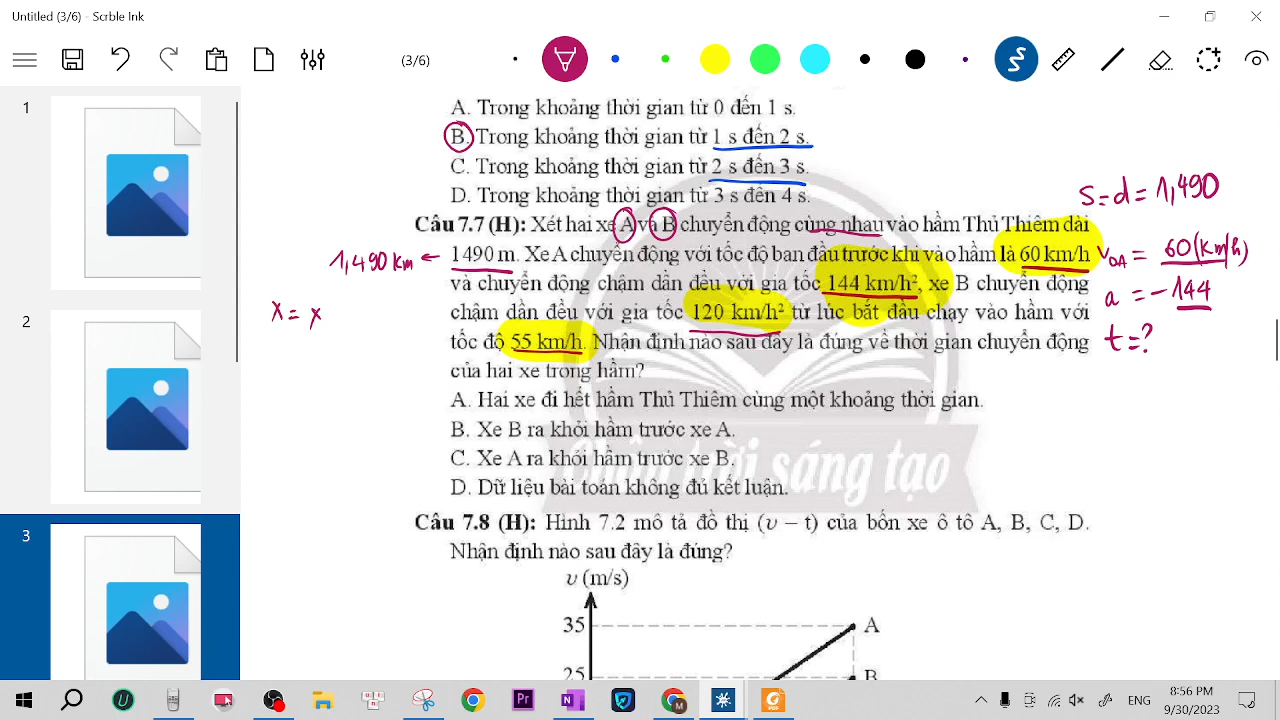 Untitled (3/6) - Scrble Ink
(3/6)
1
2
3
A. Trong khoảng thời gian từ 0 đến 1 s.
B. Trong khoảng thời gian từ 1 s đến 2 s.
C. Trong khoảng thời gian từ 2 s đến 3 s.
D. Trong khoảng thời gian từ 3 s đến 4 s.
Câu 7.7 (H): Xét hai xe A và B chuyển động cùng nhau vào hầm Thủ Thiêm dài
1490 m. Xe A chuyển động với tốc độ ban đầu trước khi vào hầm là 60 km/h
và chuyển động chậm dần đều với gia tốc 144 km/h², xe B chuyển động
chậm dần đều với gia tốc 120 km/h² từ lúc bắt đầu chạy vào hầm với
tốc độ 55 km/h. Nhận định nào sau đây là đúng về thời gian chuyển động
của hai xe trong hầm?
A. Hai xe đi hết hầm Thủ Thiêm cùng một khoảng thời gian.
B. Xe B ra khỏi hầm trước xe A.
C. Xe A ra khỏi hầm trước xe B.
D. Dữ liệu bài toán không đủ kết luận.
Câu 7.8 (H): Hình 7.2 mô tả đồ thị (v – t) của bốn xe ô tô A, B, C, D.
Nhận định nào sau đây là đúng?
v (m/s)
35
A
25
B
1,490 Km ←
x = x
s = d = 1,490
V0A = 60 (Km/h)
a = -144
t = ?
sáng tạo
ENG
8:56 PM
9/30/2023